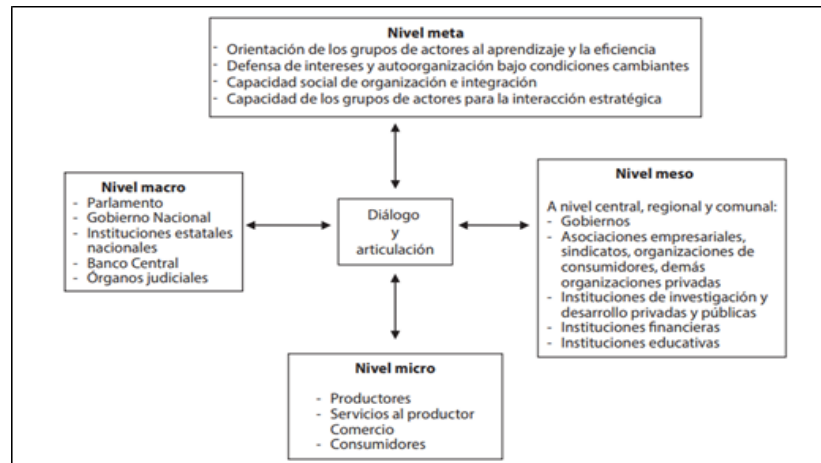 Nivel meta
- Orientación de los grupos de actores al aprendizaje y la eficiencia
- Defensa de intereses y autoorganización bajo condiciones cambiantes
- Capacidad social de organización e integración
- Capacidad de los grupos de actores para la interacción estratégica
Nivel macro
- Parlamento
- Gobierno Nacional
- Instituciones estatales
nacionales
- Banco Central
- Órganos judiciales
Diálogo
y
articulación
Nivel meso
A nivel central, regional y comunal:
- Gobiernos
- Asociaciones empresariales,
sindicatos, organizaciones de
consumidores, demás
organizaciones privadas
- Instituciones de investigación y
desarrollo privadas y públicas
- Instituciones financieras
- Instituciones educativas
Nivel micro
- Productores
- Servicios al productor
Comercio
- Consumidores